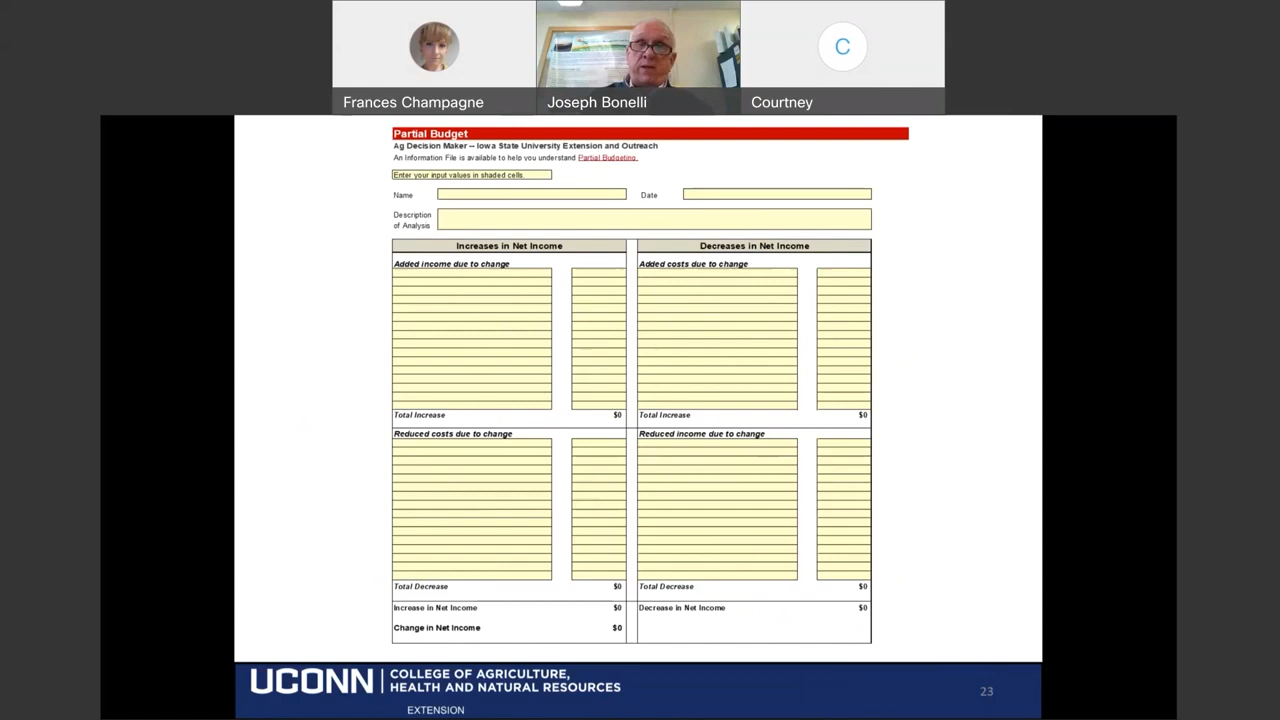 C
Frances Champagne
Joseph Bonelli
Courtney
Partial Budget
Ag Decision Maker -- Iowa State University Extension and Outreach
An Information File is available to help you understand Partial Budgeting.
Enter your input values in shaded cells.
Name
Date
Description
of Analysis
Increases in Net Income
Decreases in Net Income
Added income due to change
Added costs due to change
Total Increase $0
Total Increase $0
Reduced costs due to change
Reduced income due to change
Total Decrease $0
Total Decrease $0
Increase in Net Income $0
Decrease in Net Income $0
Change in Net Income $0
UCONN
COLLEGE OF AGRICULTURE,
HEALTH AND NATURAL RESOURCES
EXTENSION
23